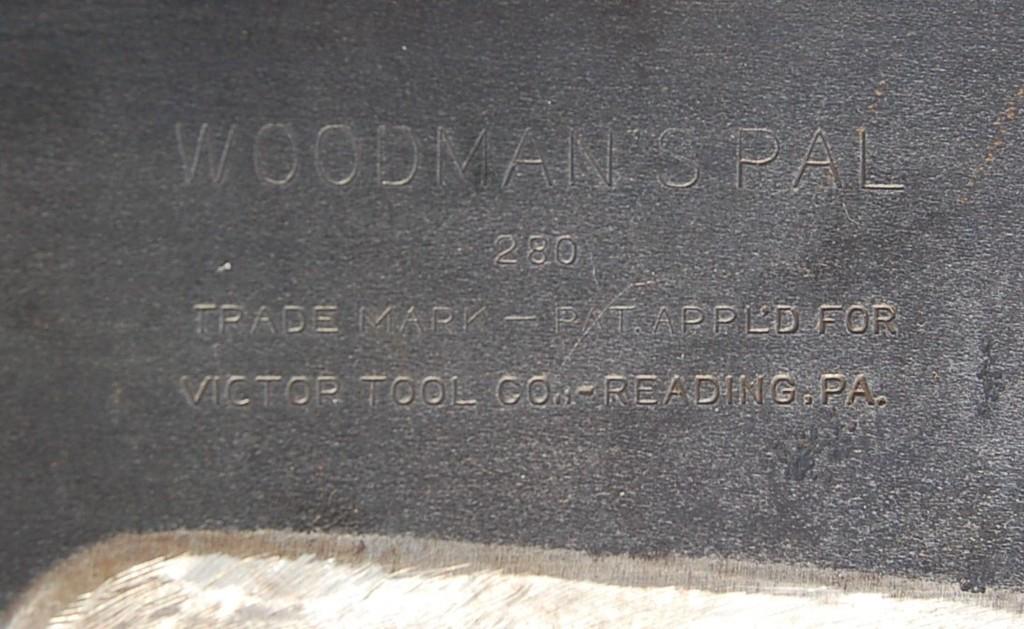 WOODMAN'S PAL
280
TRADE MARK — PAT. APPL'D FOR
VICTOR TOOL CO.-READING, PA.